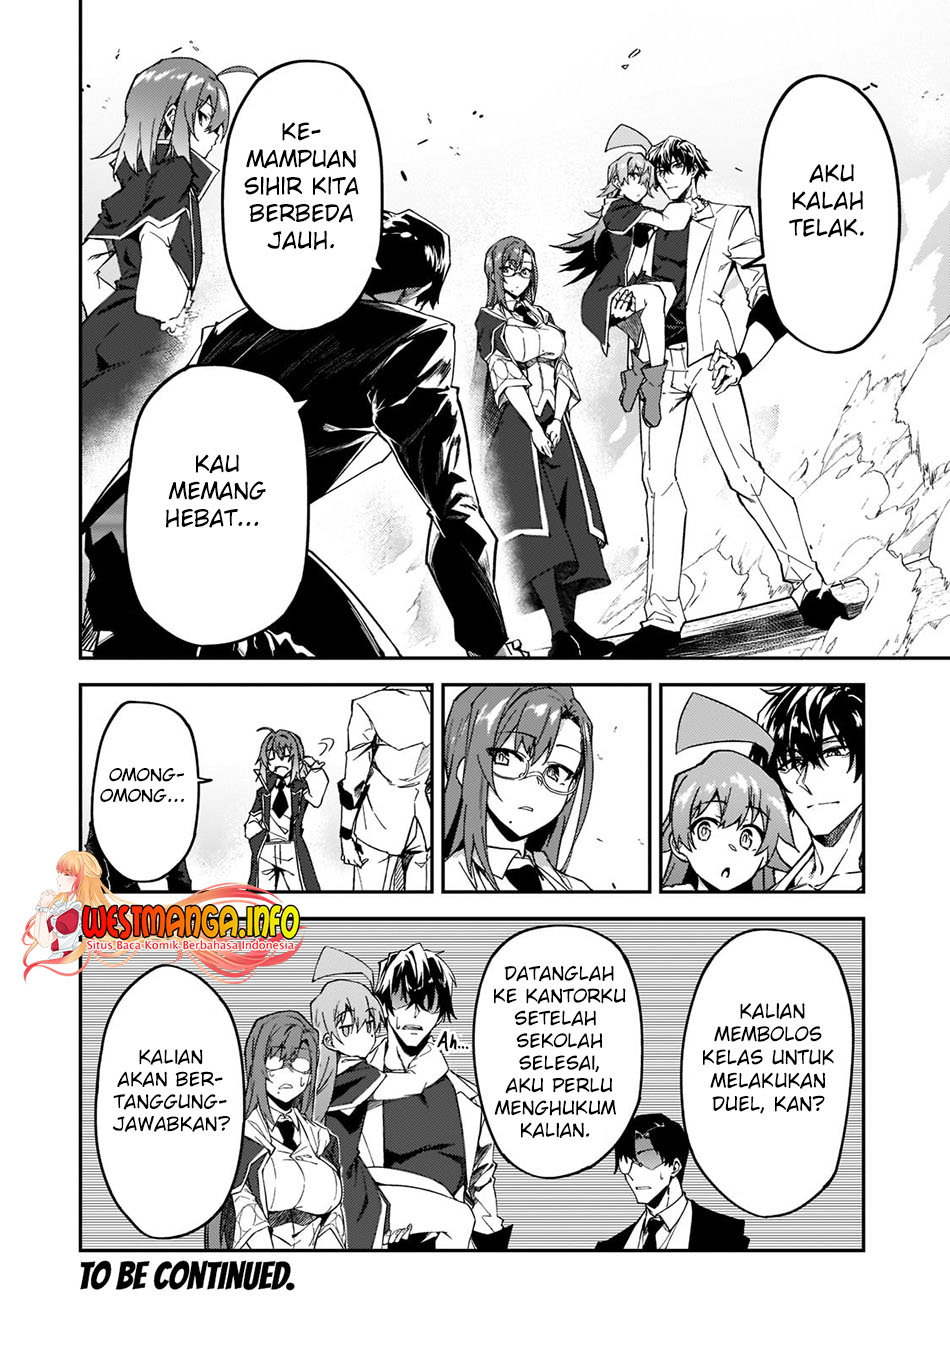 AKU
KALAH
TELAK.
KE-
MAMPUAN
SIHIR KITA
BERBEDA
JAUH.
KAU
MEMANG
HEBAT...
OMONG-
OMONG...
WESTMANGA.INFO
Situs Baca Komik Berbahasa Indonesia
KALIAN
MEMBOLOS
KELAS UNTUK
MELAKUKAN
DUEL, KAN?
DATANGLAH
KE KANTORKU
SETELAH
SEKOLAH
SELESAI,
AKU PERLU
MENGHUKUM
KALIAN.
Ah...
KALIAN
AKAN BER-
TANGGUNG-
JAWABKAN?
TO BE CONTINUED.